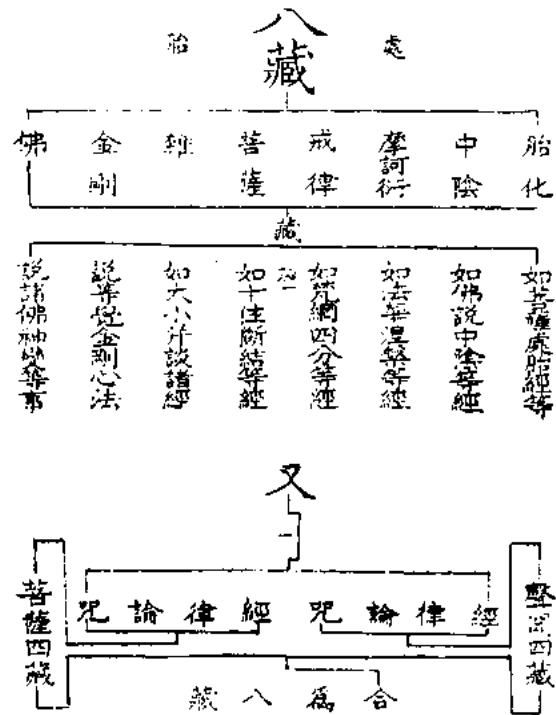 八藏
處胎
胎化
中陰
摩訶衍
戒律
菩薩
雜
金剛
佛
藏
如菩薩處胎經等
如佛說中陰等經
如法華涅槃等經
如梵網四分等經
如十住斷結等經
如大小并談諸經
說等覺金剛心法
說諸佛神變等事
又
聲聞四藏
經
律
論
咒
經
律
論
咒
菩薩四藏
合為八藏